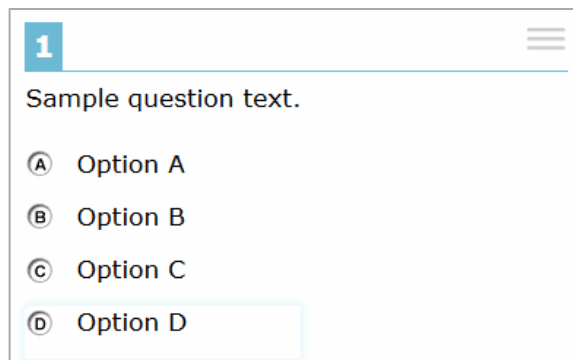 1
Sample question text.
A Option A
B Option B
C Option C
D Option D